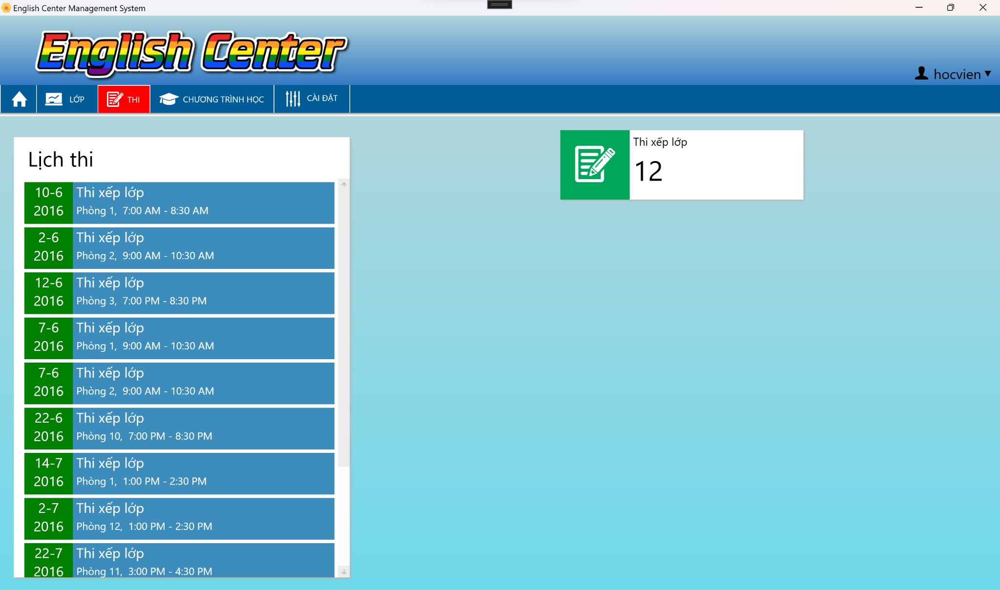 English Center Management System
English Center
hocvien
LỚP
THI
CHƯƠNG TRÌNH HỌC
CÀI ĐẶT
Lịch thi
10-6
2016
Thi xếp lớp
Phòng 1, 7:00 AM - 8:30 AM
2-6
2016
Thi xếp lớp
Phòng 2, 9:00 AM - 10:30 AM
12-6
2016
Thi xếp lớp
Phòng 3, 7:00 PM - 8:30 PM
7-6
2016
Thi xếp lớp
Phòng 1, 9:00 AM - 10:30 AM
7-6
2016
Thi xếp lớp
Phòng 2, 9:00 AM - 10:30 AM
22-6
2016
Thi xếp lớp
Phòng 10, 7:00 PM - 8:30 PM
14-7
2016
Thi xếp lớp
Phòng 1, 1:00 PM - 2:30 PM
2-7
2016
Thi xếp lớp
Phòng 12, 1:00 PM - 2:30 PM
22-7
2016
Thi xếp lớp
Phòng 11, 3:00 PM - 4:30 PM
Thi xếp lớp
12